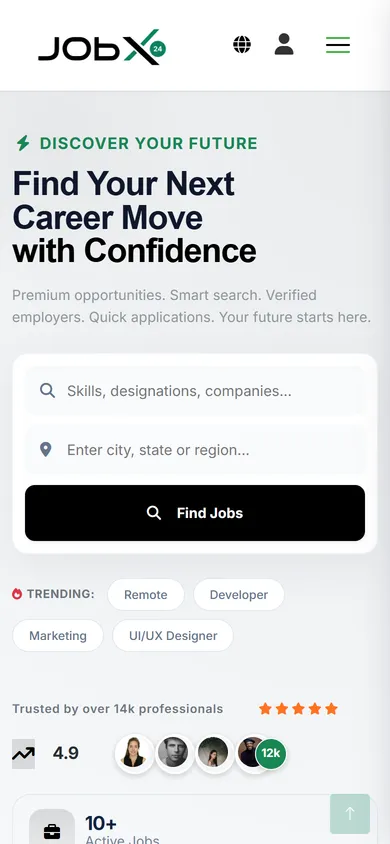 JOBX
24
DISCOVER YOUR FUTURE
Find Your Next
Career Move
with Confidence
Premium opportunities. Smart search. Verified
employers. Quick applications. Your future starts here.
Skills, designations, companies...
Enter city, state or region...
Find Jobs
TRENDING:
Remote
Developer
Marketing
UI/UX Designer
Trusted by over 14k professionals
4.9
12k
10+
Active Jobs